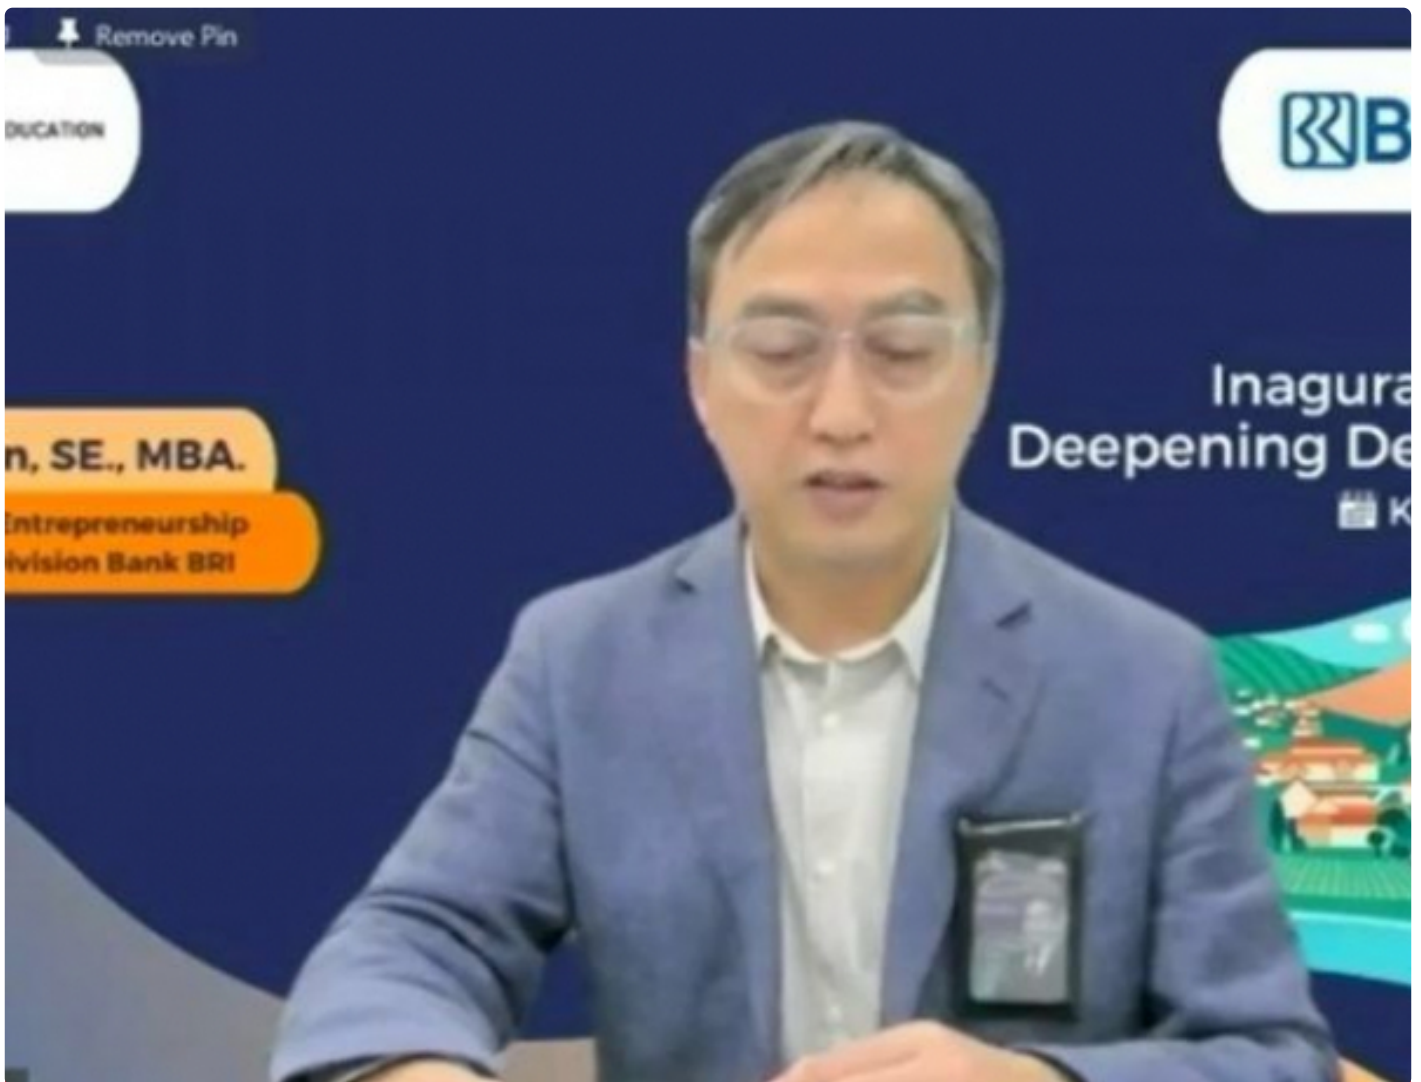 Remove Pin
DUCATION
B
n, SE., MBA.
Entrepreneurship
ivision Bank BRI
Inagura
Deepening De
K